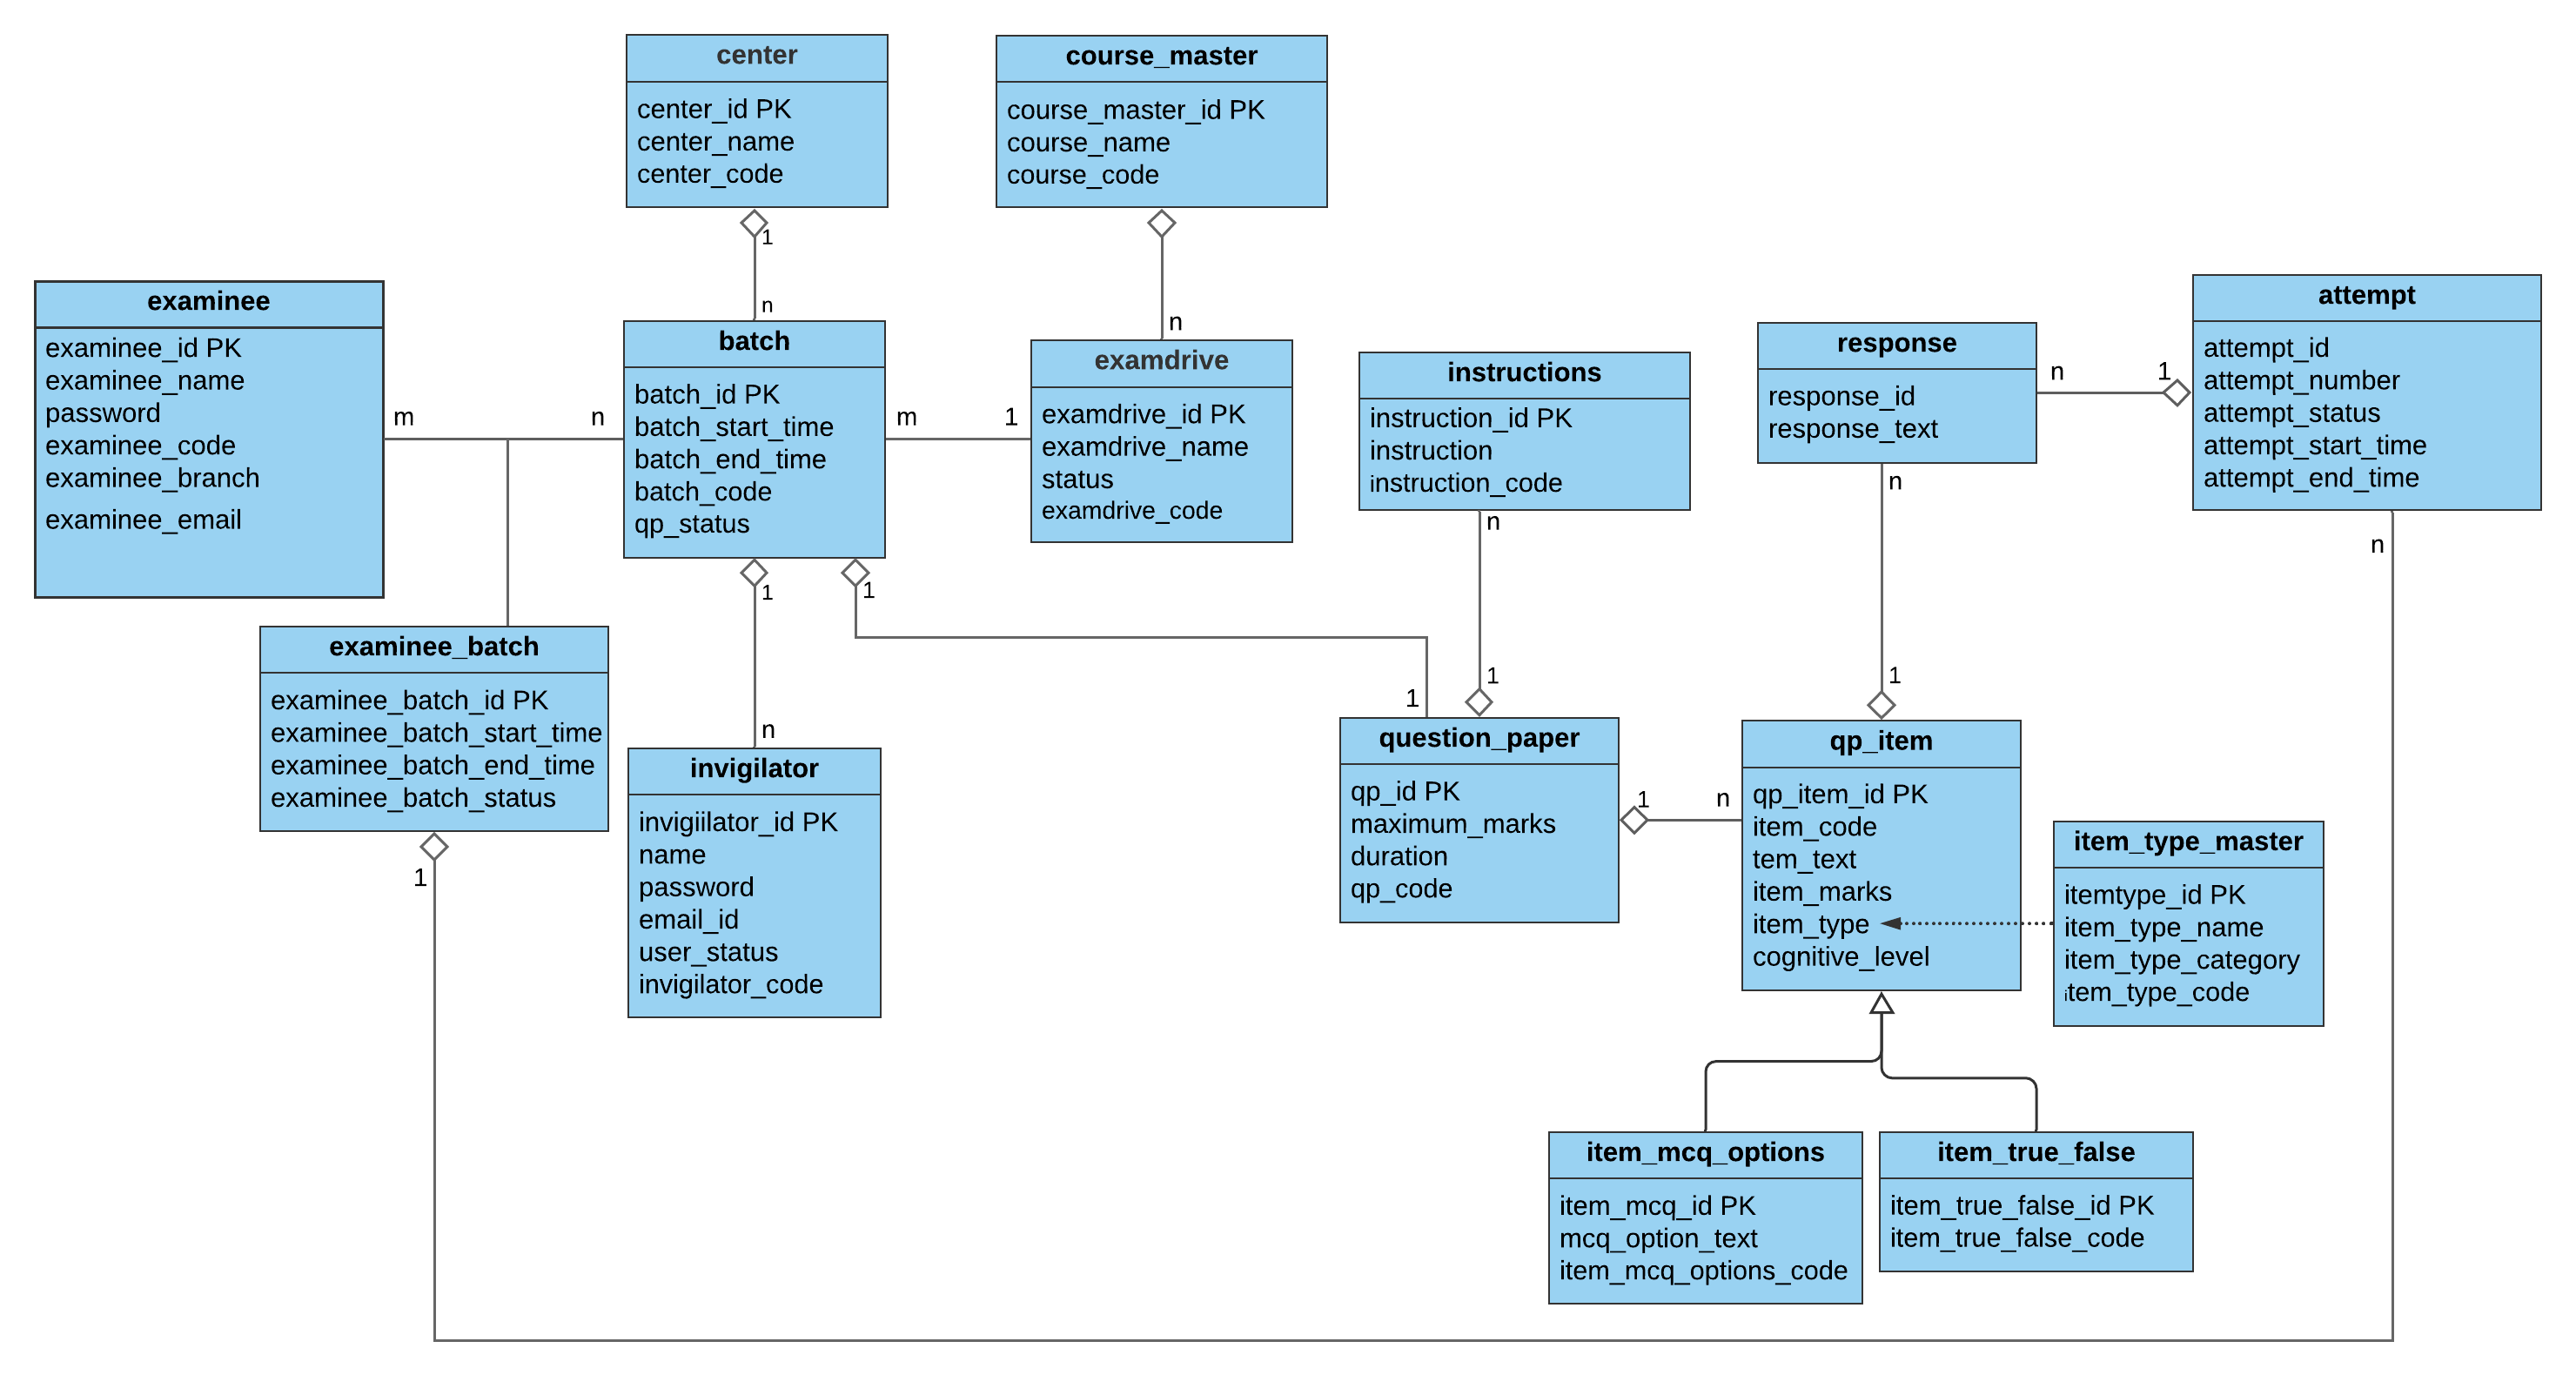 center
center_id PK
center_name
center_code
1
n
course_master
course_master_id PK
course_name
course_code
n
examinee
examinee_id PK
examinee_name
password
examinee_code
examinee_branch
examinee_email
m
n
batch
batch_id PK
batch_start_time
batch_end_time
batch_code
qp_status
m
1
1
1
examdrive
examdrive_id PK
examdrive_name
status
examdrive_code
instructions
instruction_id PK
instruction
instruction_code
n
1
response
response_id
response_text
n
1
n
1
attempt
attempt_id
attempt_number
attempt_status
attempt_start_time
attempt_end_time
n
examinee_batch
examinee_batch_id PK
examinee_batch_start_time
examinee_batch_end_time
examinee_batch_status
1
n
invigilator
invigiilator_id PK
name
password
email_id
user_status
invigilator_code
1
question_paper
qp_id PK
maximum_marks
duration
qp_code
1
n
qp_item
qp_item_id PK
item_code
tem_text
item_marks
item_type
cognitive_level
item_type_master
itemtype_id PK
item_type_name
item_type_category
item_type_code
item_mcq_options
item_mcq_id PK
mcq_option_text
item_mcq_options_code
item_true_false
item_true_false_id PK
item_true_false_code